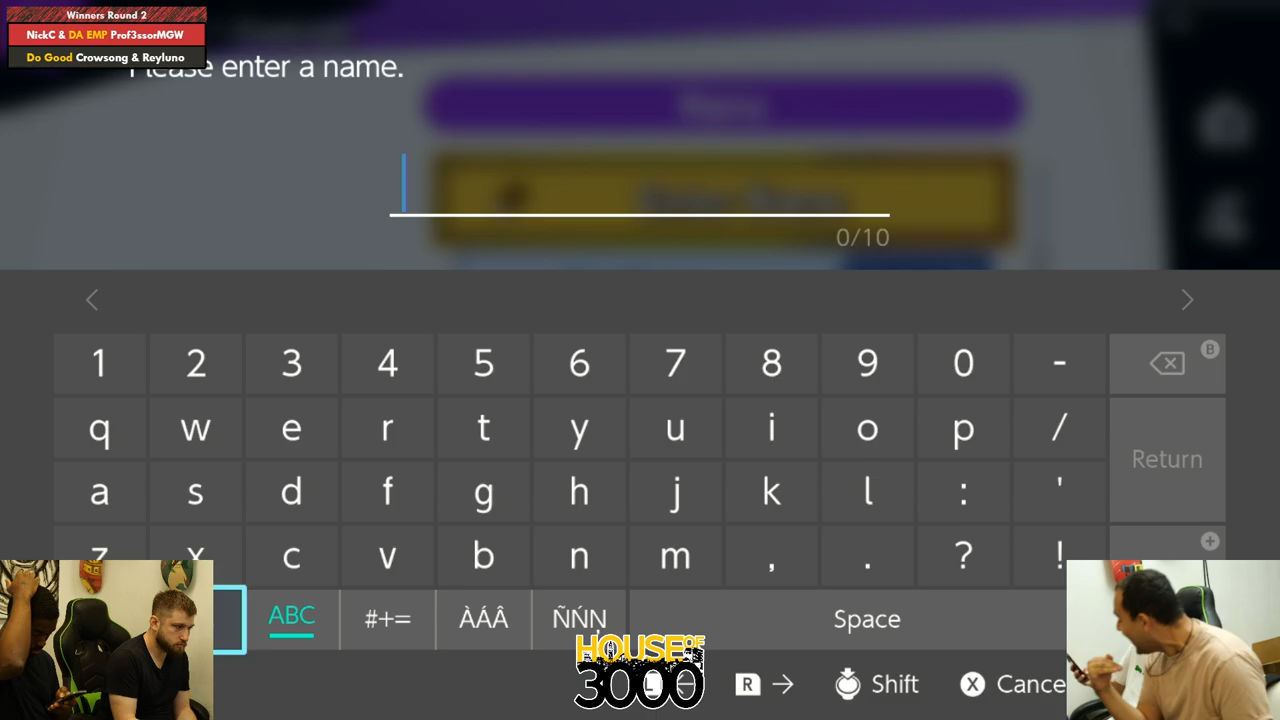 Winners Round 2
NickC & DA EMP Prof3ssorMGW
Do Good Crowsong & Reyluno
Please enter a name.
0/10
1 2 3 4 5 6 7 8 9 0 - B
q w e r t y u i o p /
Return
a s d f g h j k l : '
z x c v b n m , . ? ! +
ABC #+= ÀÁÂ ÑŃŅ Space
HOUSE OF
3000
L R → Shift X Cance